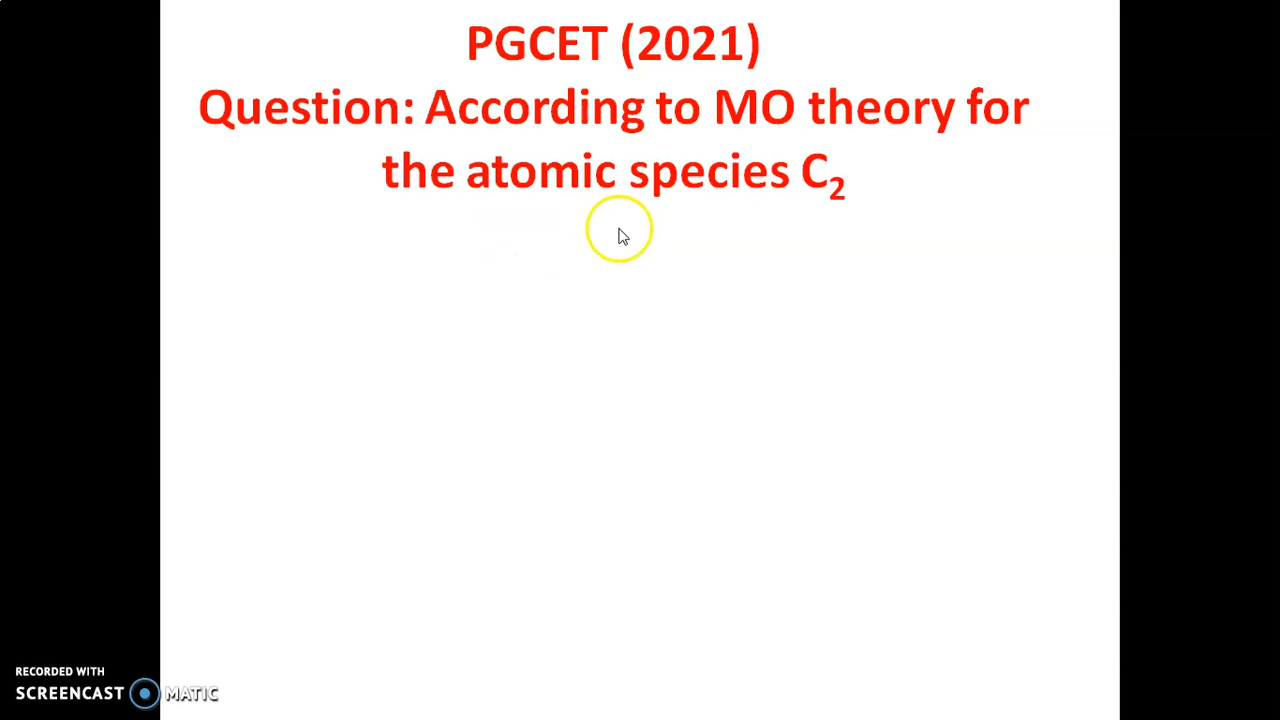 PGCET (2021)
Question: According to MO theory for
the atomic species C₂
RECORDED WITH
SCREENCAST MATIC